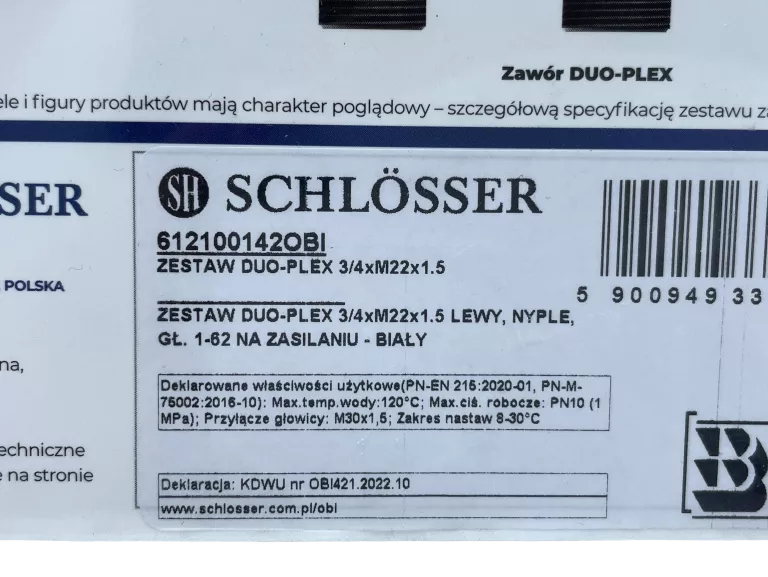 Zawór DUO-PLEX
ele i figury produktów mają charakter poglądowy – szczegółową specyfikację zestawu za
SSER
POLSKA
na,
echniczne
e na stronie
SH SCHLÖSSER
612100142OBI
ZESTAW DUO-PLEX 3/4xM22x1.5
5 900949 33
ZESTAW DUO-PLEX 3/4xM22x1.5 LEWY, NYPLE,
GŁ. 1-62 NA ZASILANIU - BIAŁY
Deklarowane właściwości użytkowe(PN-EN 215:2020-01, PN-M-
75002:2016-10): Max.temp.wody:120°C; Max.ciś. robocze: PN10 (1
MPa); Przyłącze głowicy: M30x1,5; Zakres nastaw 8-30°C
Deklaracja: KDWU nr OBI421.2022.10
www.schlosser.com.pl/obi
B